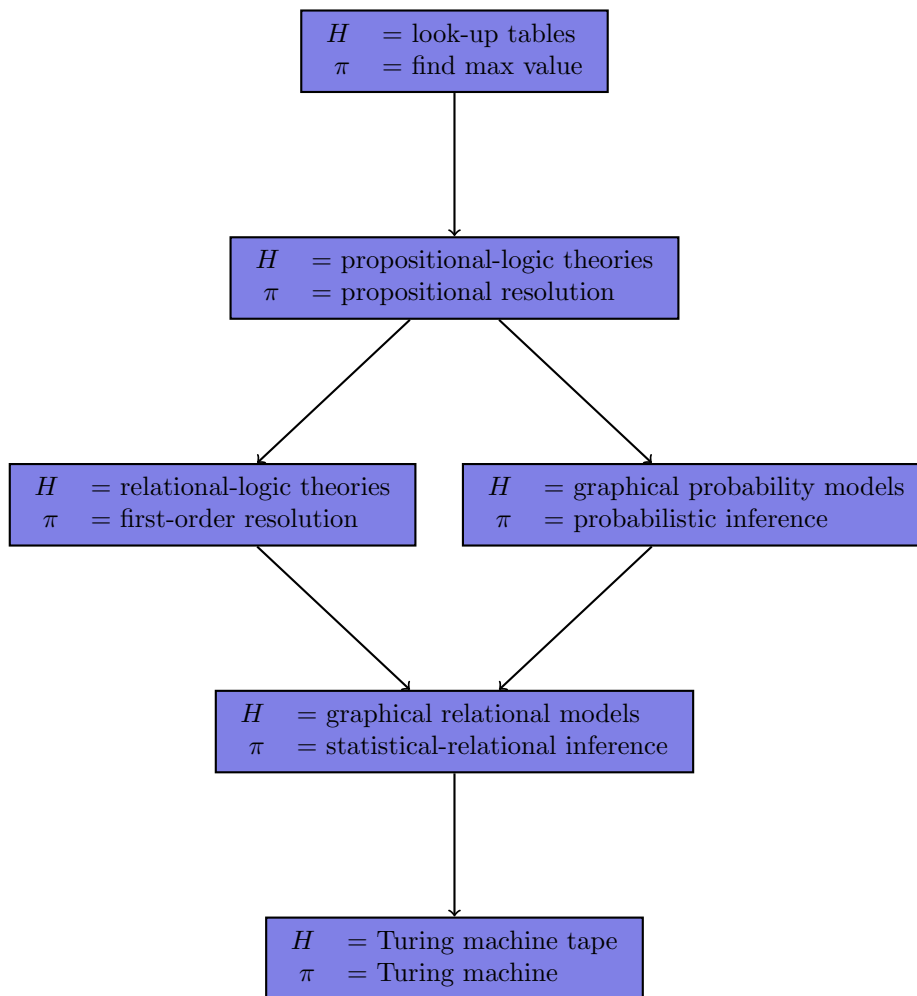 H = look-up tables
π = find max value
H = propositional-logic theories
π = propositional resolution
H = relational-logic theories
π = first-order resolution
H = graphical probability models
π = probabilistic inference
H = graphical relational models
π = statistical-relational inference
H = Turing machine tape
π = Turing machine